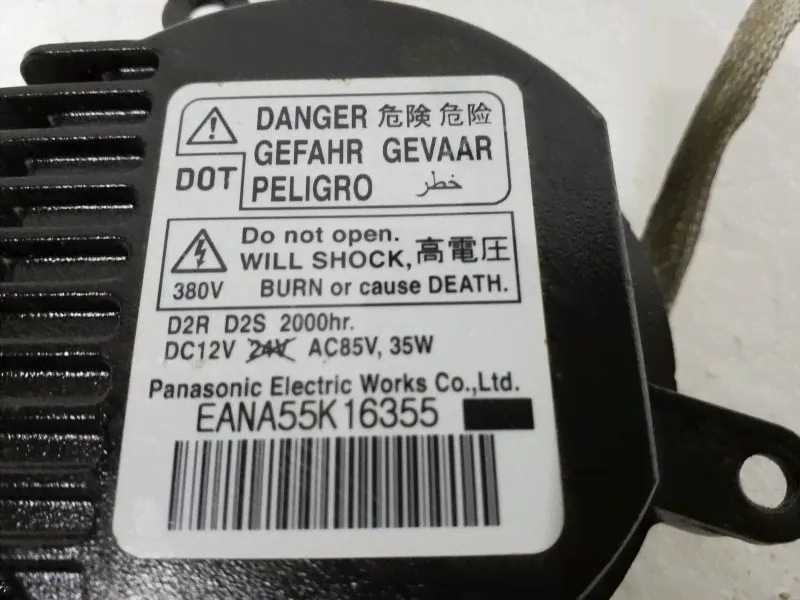 DANGER 危険 危险
GEFAHR GEVAAR
DOT PELIGRO خطر
Do not open.
WILL SHOCK, 高電圧
380V BURN or cause DEATH.
D2R D2S 2000hr.
DC12V 24V AC85V, 35W
Panasonic Electric Works Co.,Ltd.
EANA55K16355